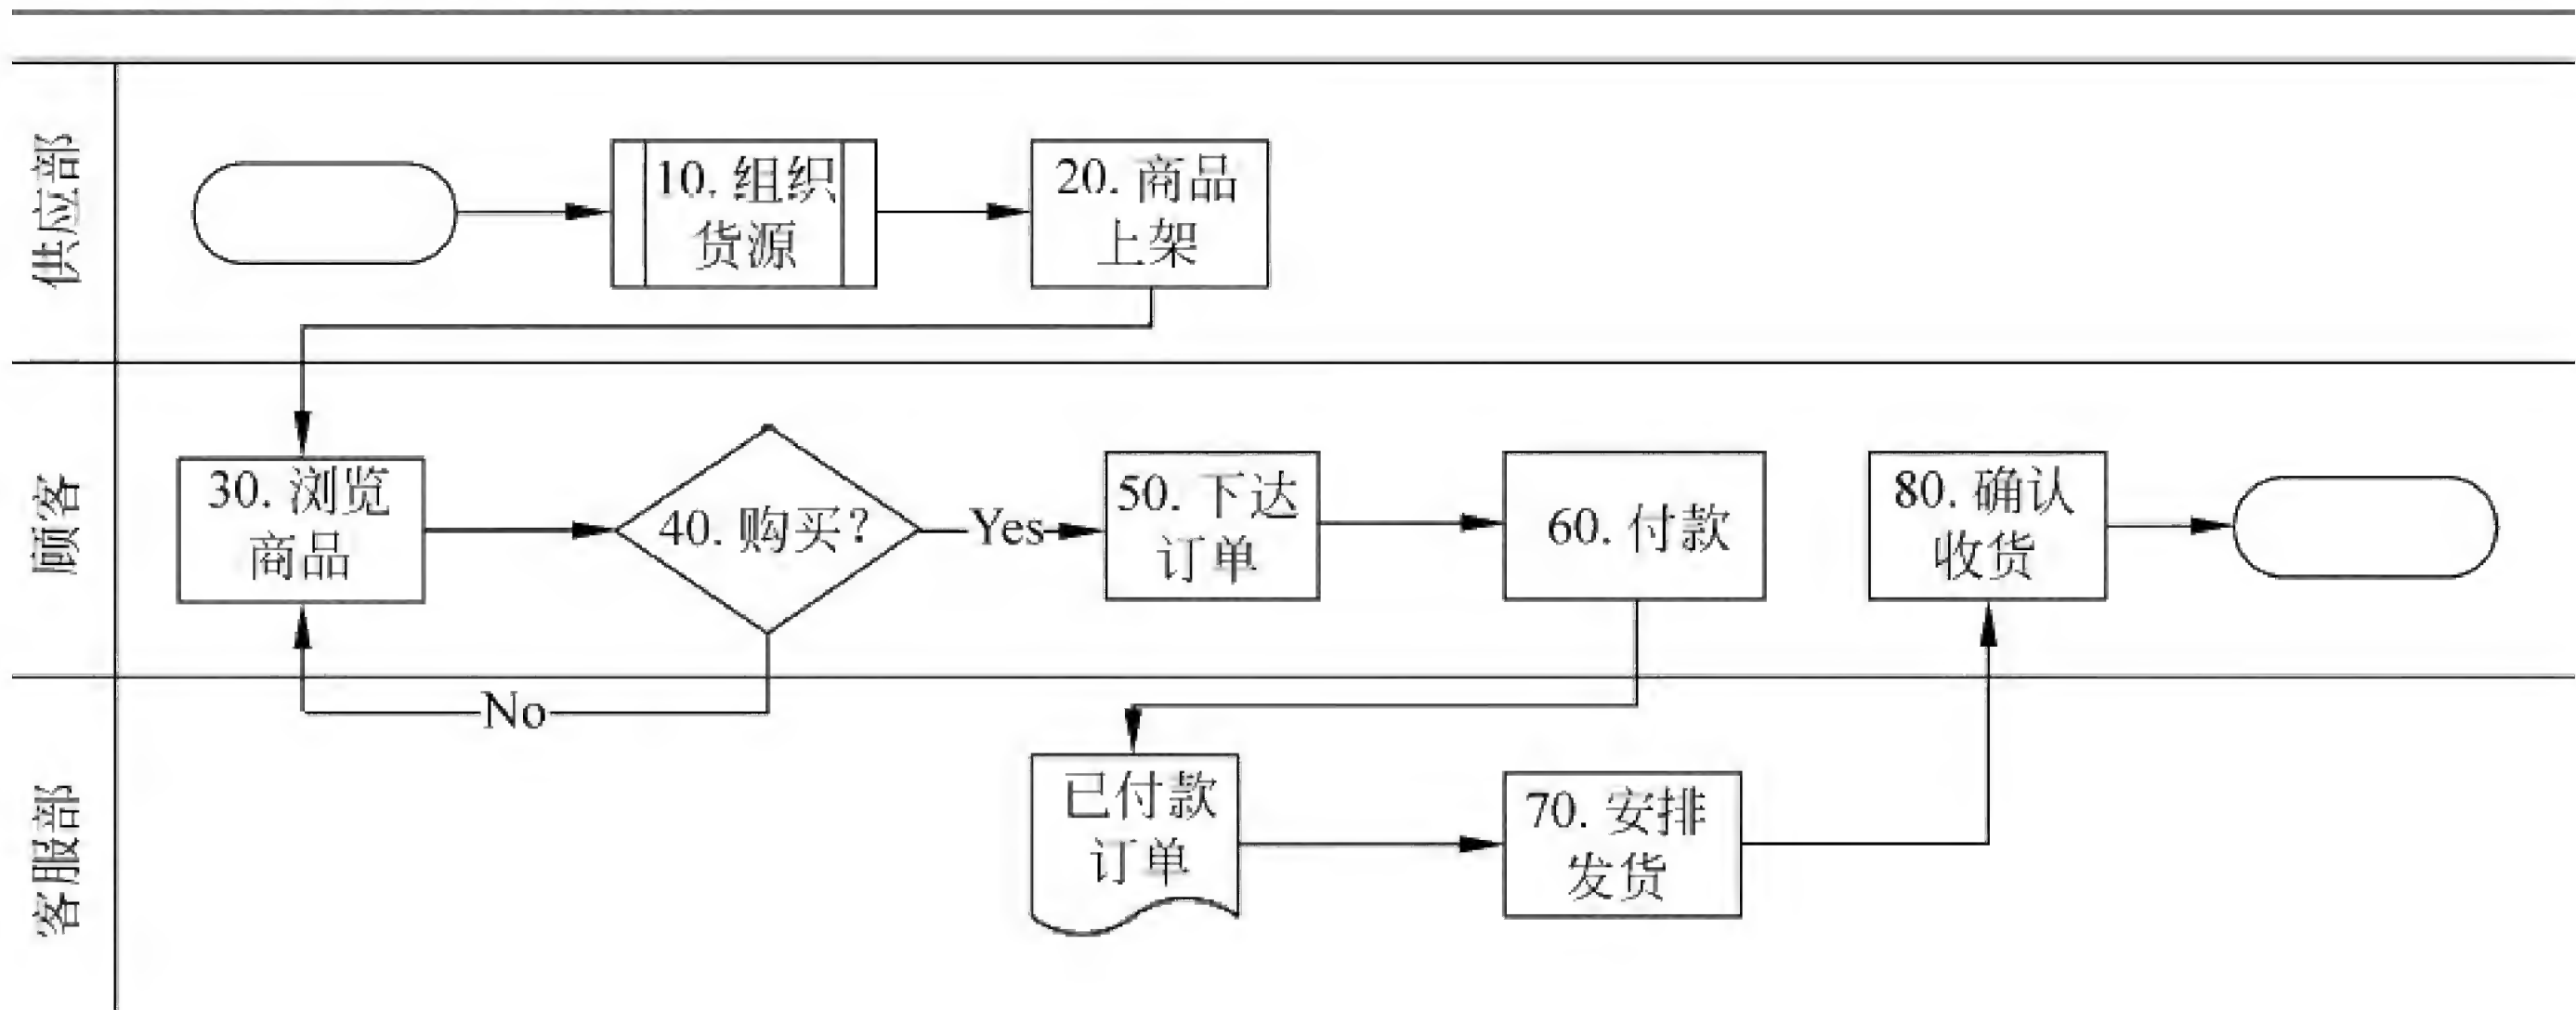 供应部
10. 组织
货源
20. 商品
上架
顾客
30. 浏览
商品
40. 购买?
Yes
50. 下达
订单
60. 付款
80. 确认
收货
No
客服部
已付款
订单
70. 安排
发货